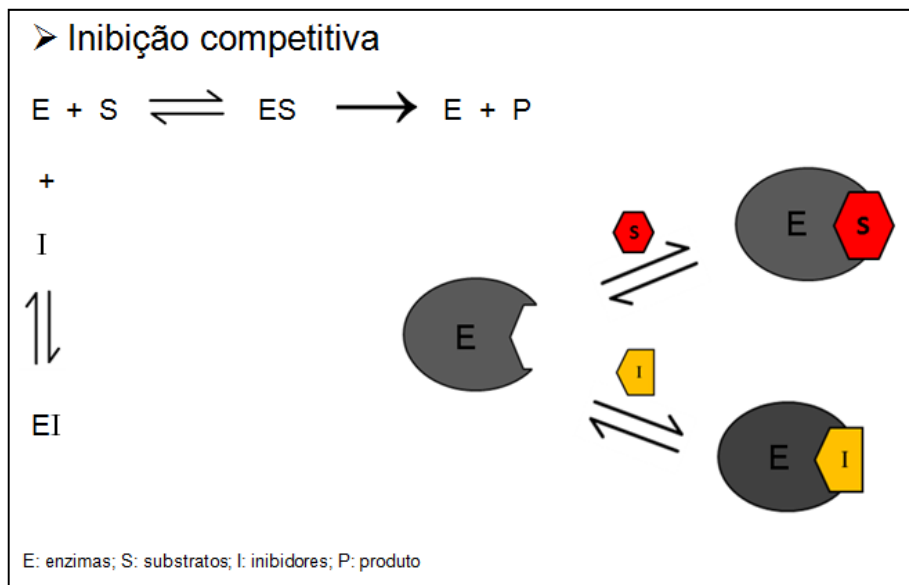 ➢ Inibição competitiva
E + S ⇌ ES → E + P
+
I
⇌
EI
S
E S
E
I
E I
E: enzimas; S: substratos; I: inibidores; P: produto